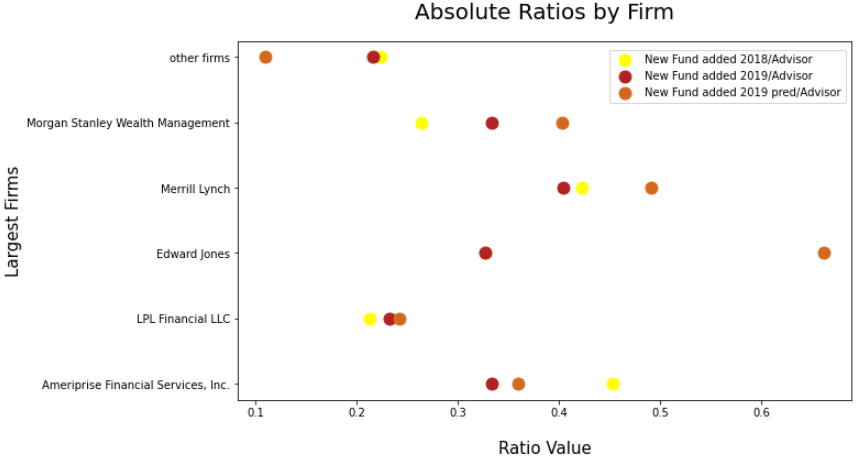 Absolute Ratios by Firm
New Fund added 2018/Advisor
New Fund added 2019/Advisor
New Fund added 2019 pred/Advisor
Largest Firms
other firms
Morgan Stanley Wealth Management
Merrill Lynch
Edward Jones
LPL Financial LLC
Ameriprise Financial Services, Inc.
0.1 0.2 0.3 0.4 0.5 0.6
Ratio Value